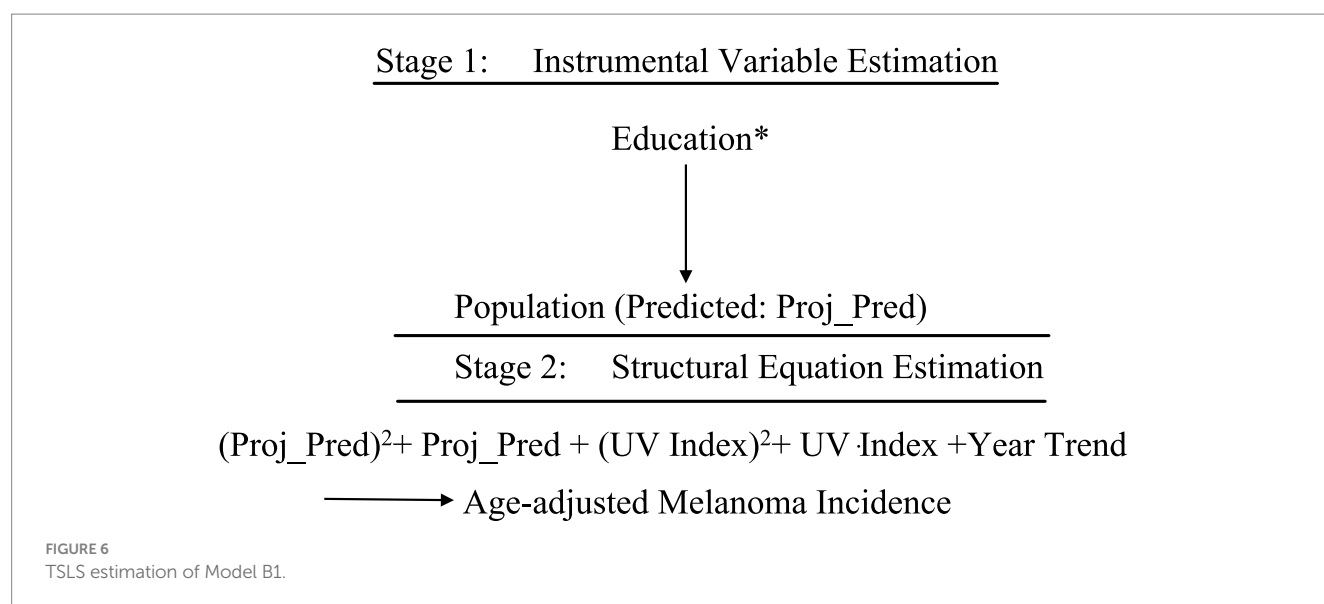 Stage 1: Instrumental Variable Estimation
Education*
Population (Predicted: Proj_Pred)
Stage 2: Structural Equation Estimation
(Proj_Pred)²+ Proj_Pred + (UV Index)²+ UV·Index +Year Trend
Age-adjusted Melanoma Incidence
FIGURE 6
TSLS estimation of Model B1.